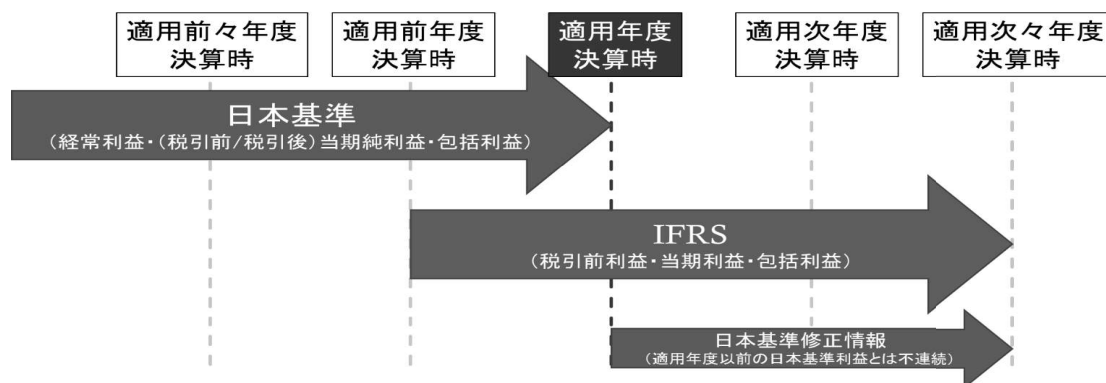 適用前々年度
決算時
適用前年度
決算時
適用年度
決算時
適用次年度
決算時
適用次々年度
決算時
日本基準
(経常利益・(税引前/税引後)当期純利益・包括利益)
IFRS
(税引前利益・当期利益・包括利益)
日本基準修正情報
(適用年度以前の日本基準利益とは不連続)